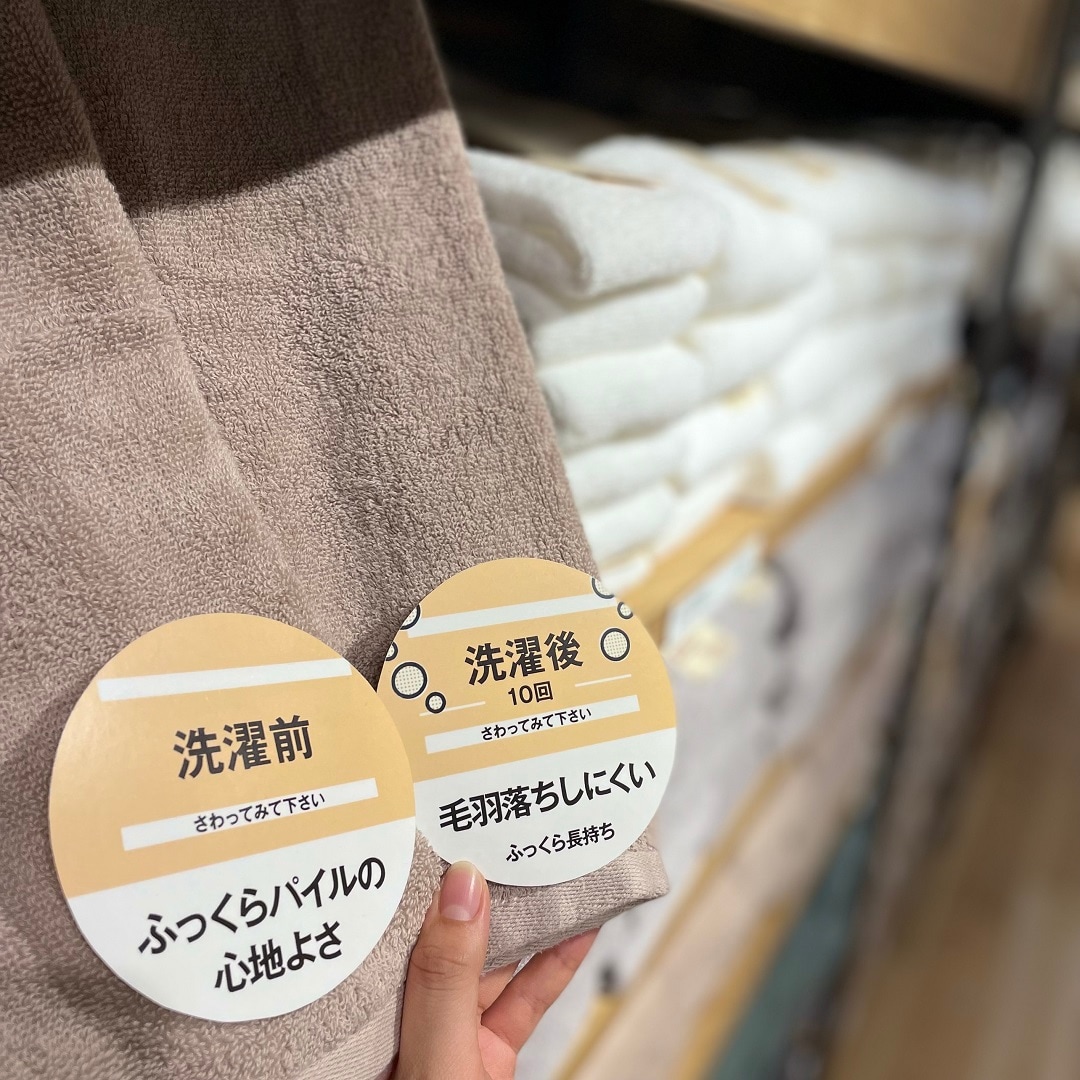 洗濯前
さわってみて下さい
ふっくらパイルの
心地よさ
洗濯後
10回
さわってみて下さい
毛羽落ちしにくい
ふっくら長持ち